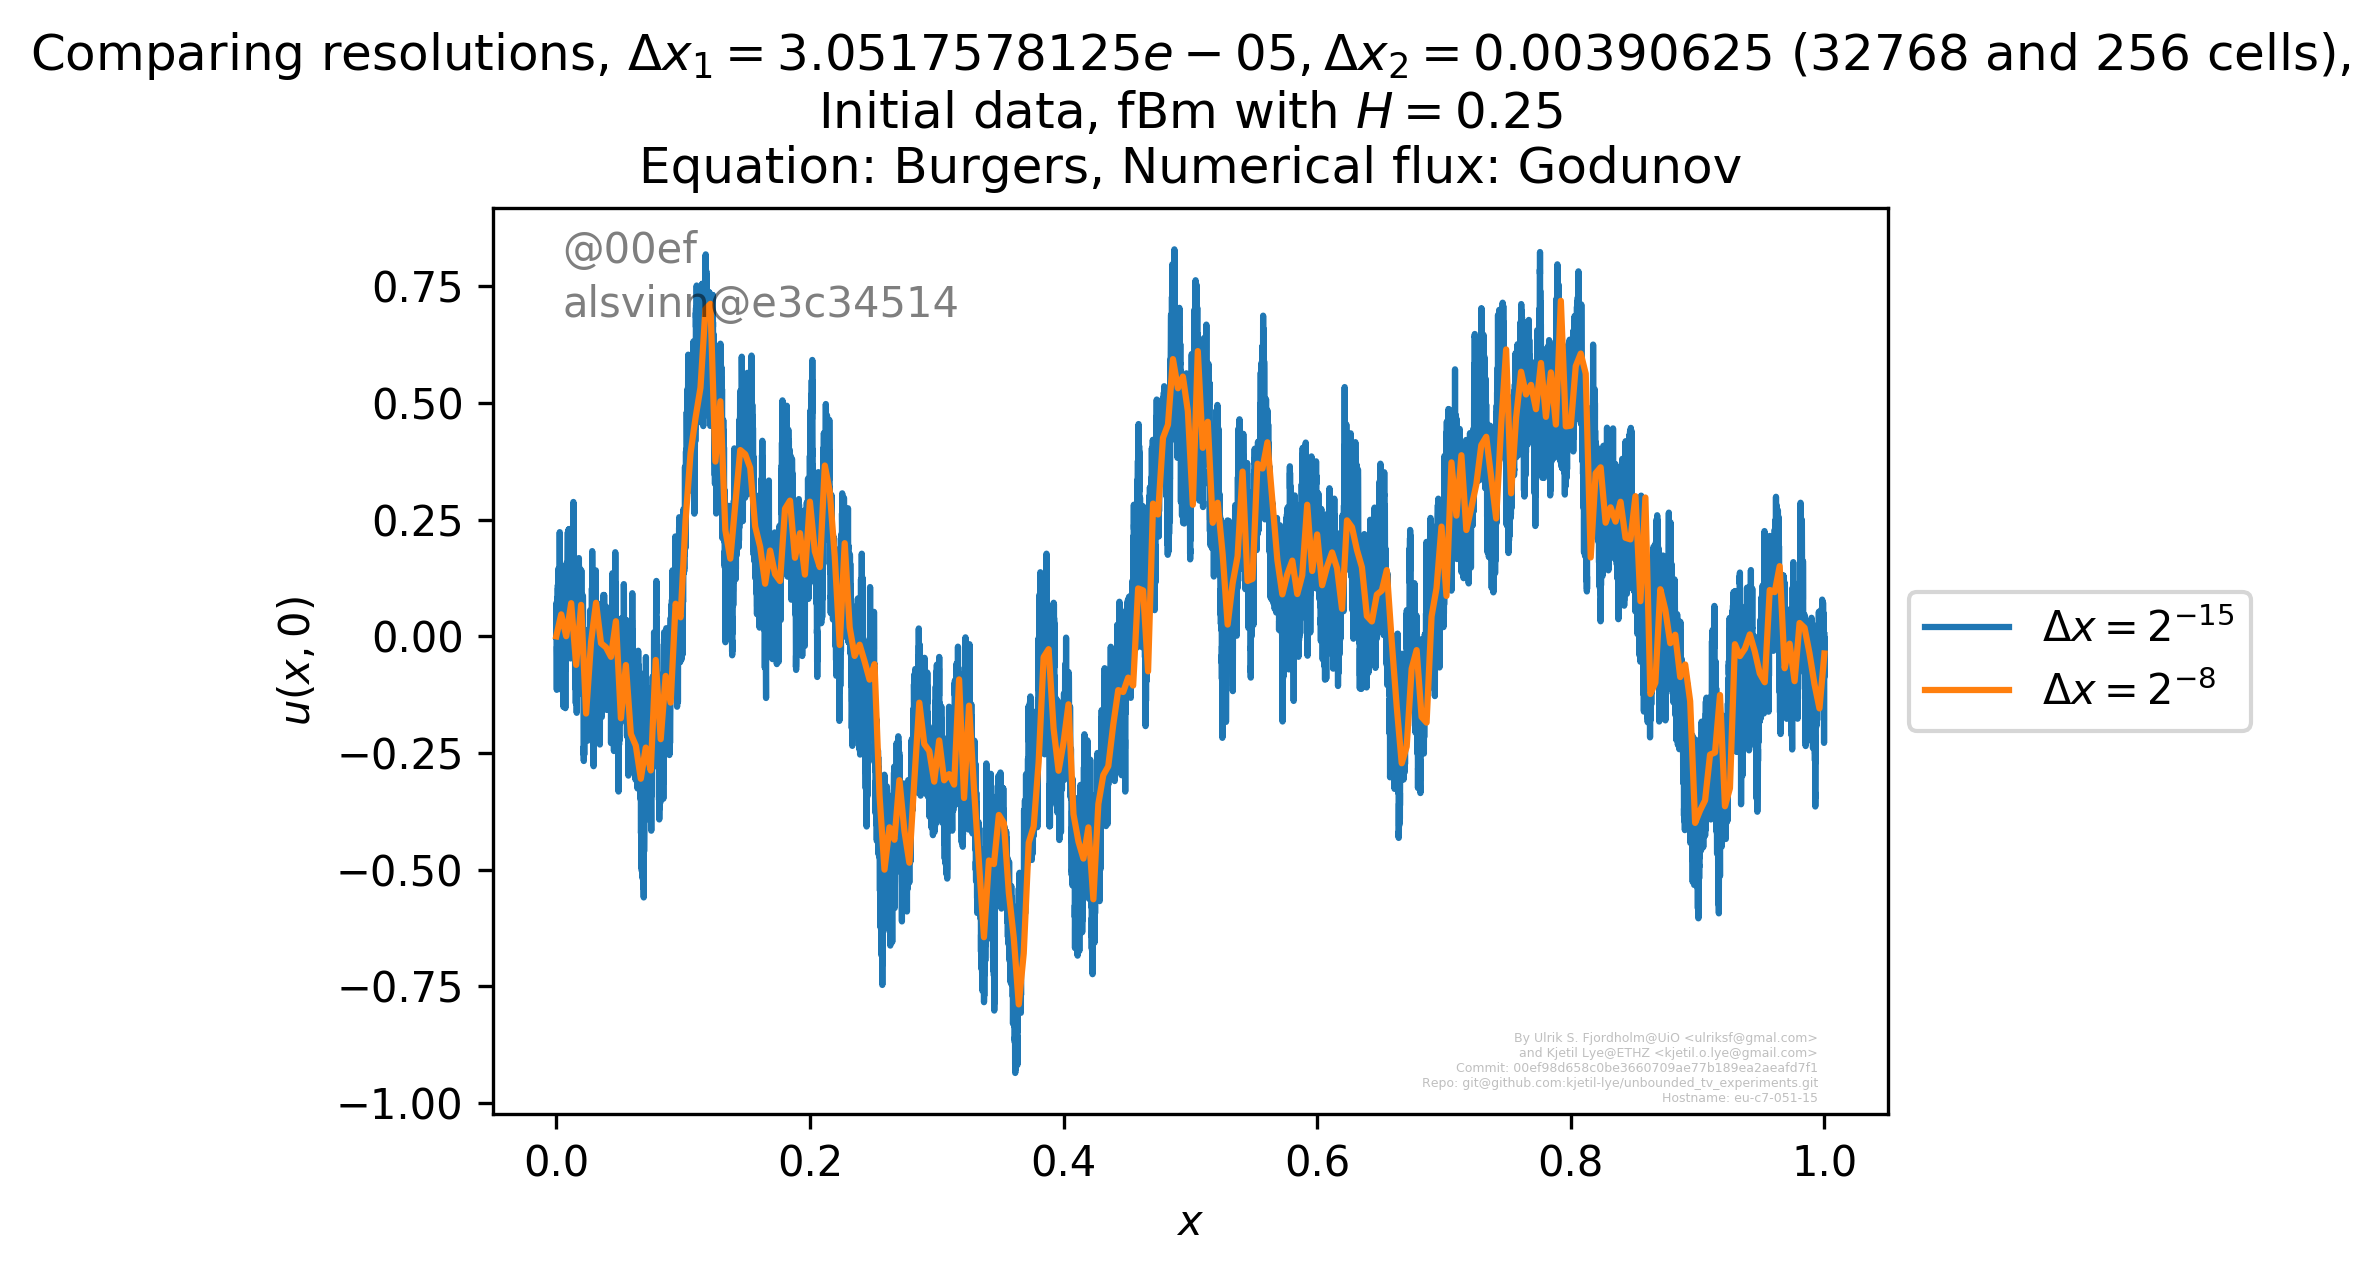 Comparing resolutions, Δx₁ = 3.0517578125e − 05, Δx₂ = 0.00390625 (32768 and 256 cells),
Initial data, fBm with H = 0.25
Equation: Burgers, Numerical flux: Godunov
@00ef
alsvinn@e3c34514
0.75
0.50
0.25
0.00
−0.25
−0.50
−0.75
−1.00
u(x, 0)
Δx = 2⁻¹⁵
Δx = 2⁻⁸
By Ulrik S. Fjordholm@UiO <ulriksf@gmal.com>
and Kjetil Lye@ETHZ <kjetil.o.lye@gmail.com>
Commit: 00ef98d658c0be3660709ae77b189ea2aeafd7f1
Repo: git@github.com:kjetil-lye/unbounded_tv_experiments.git
Hostname: eu-c7-051-15
0.0 0.2 0.4 0.6 0.8 1.0
x